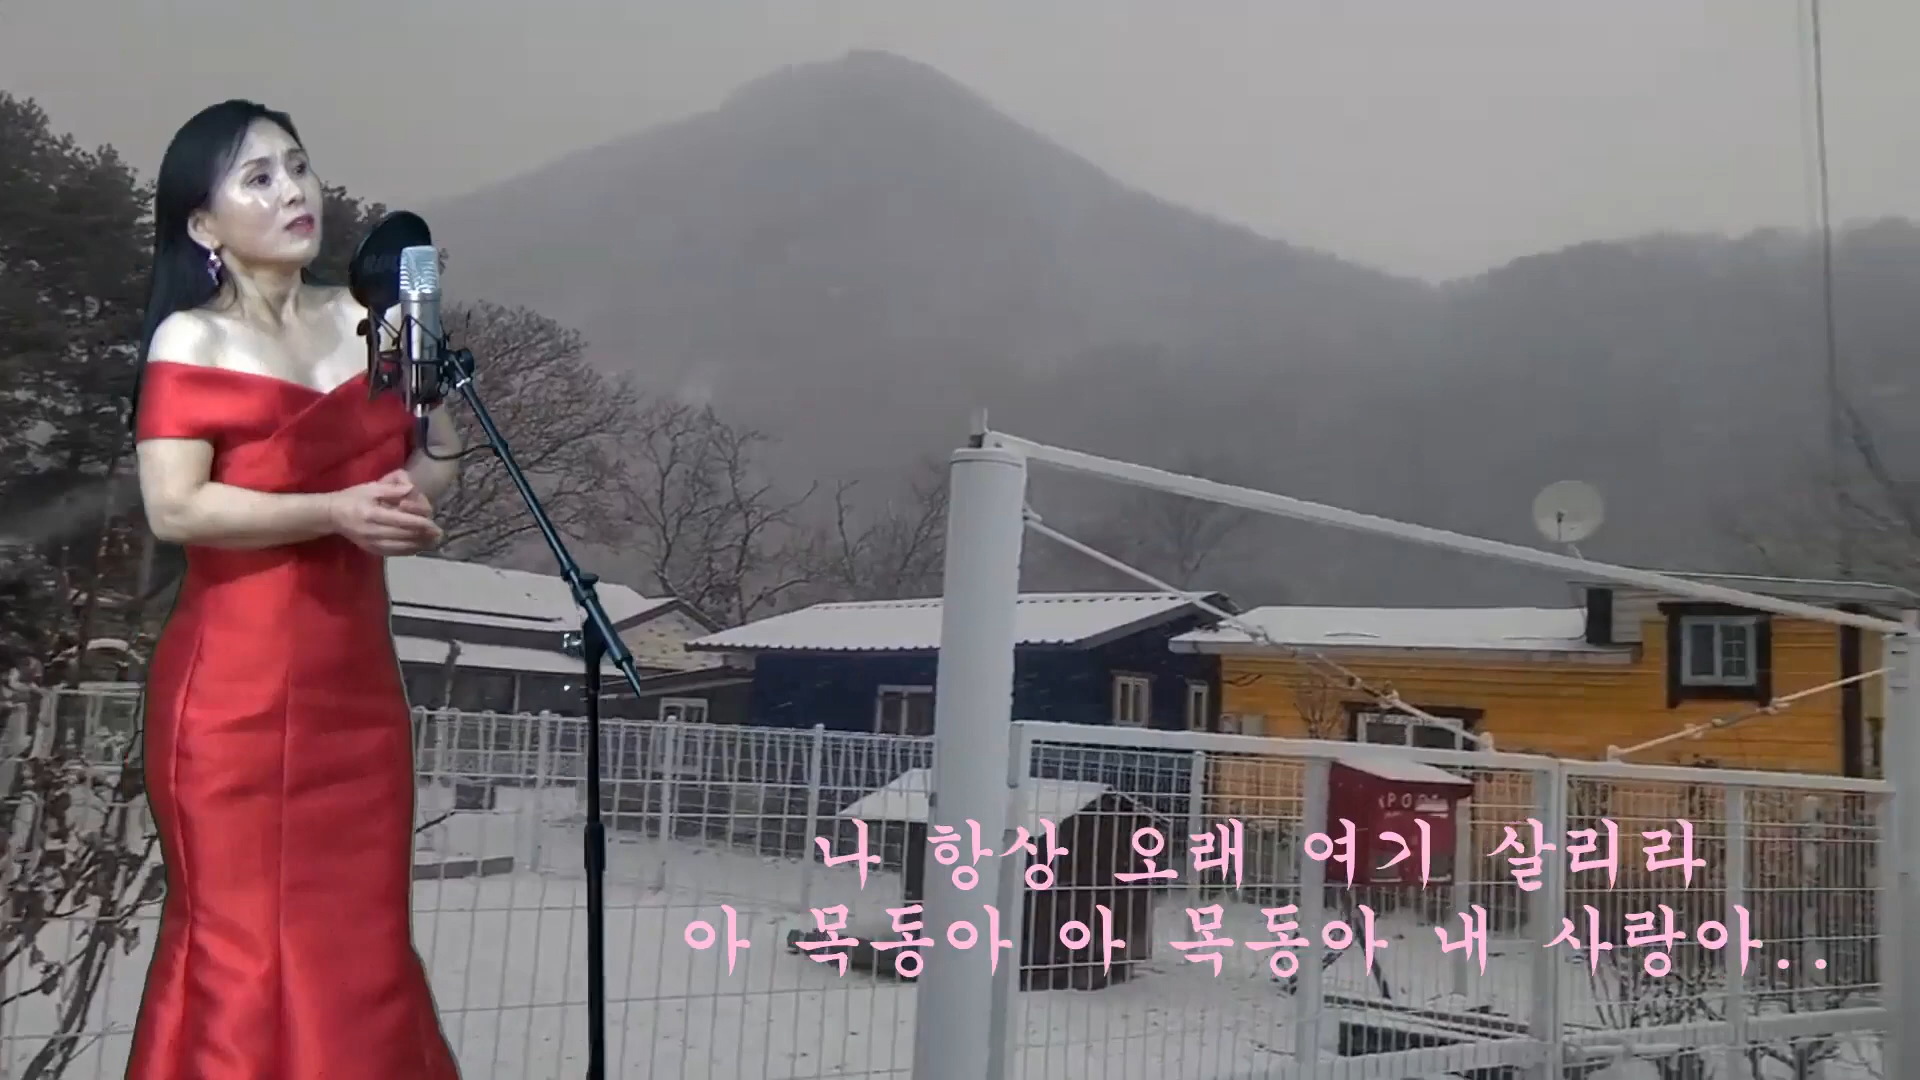 나 항상 오래 여기 살리라
아 목동아 아 목동아 내 사랑아..